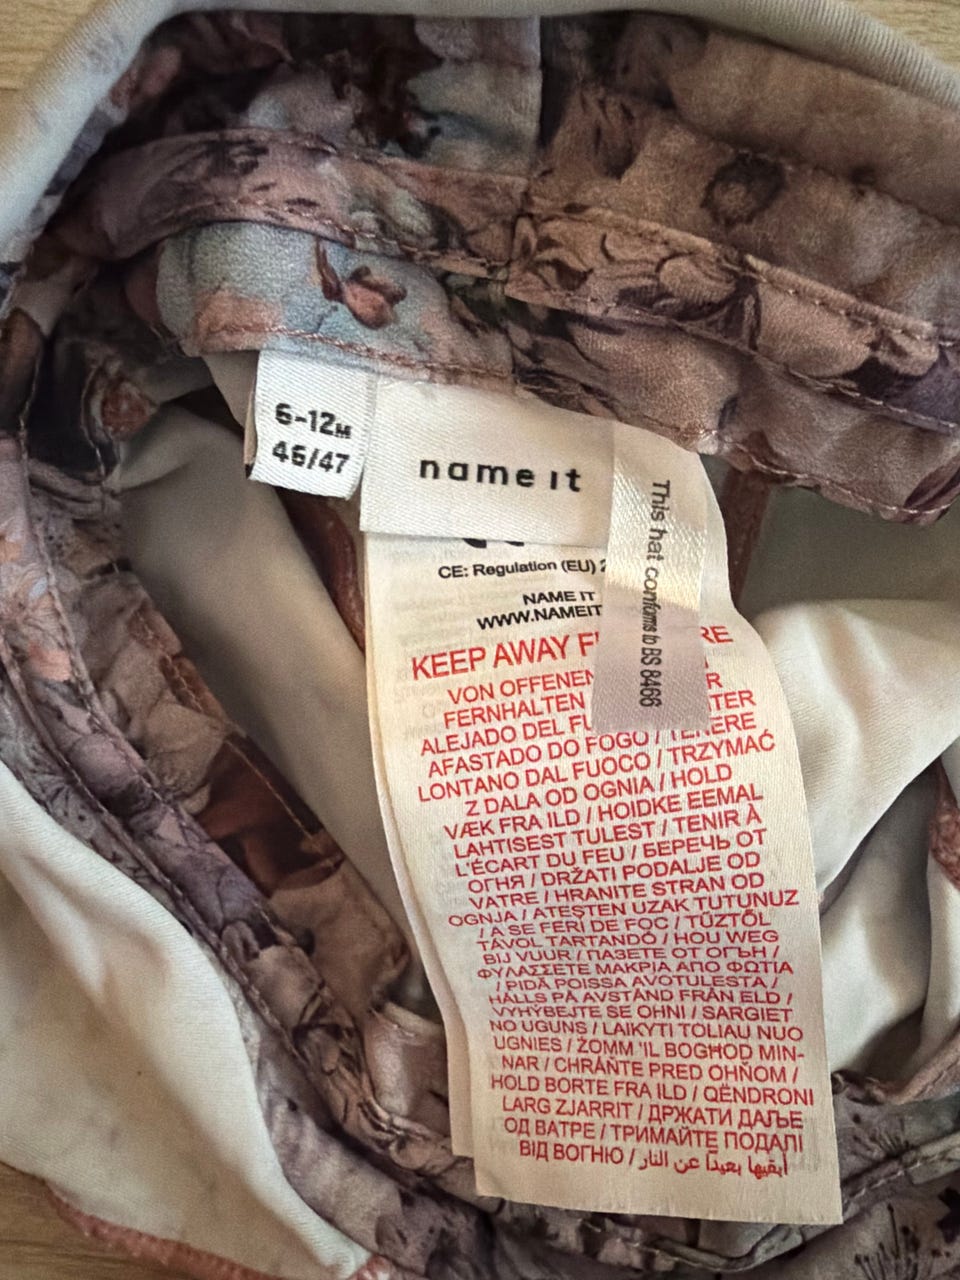 6-12M
46/47
name it
This hat conforms to BS 8466
CE: Regulation (EU)
NAME IT
WWW.NAMEIT
KEEP AWAY
VON OFFENEN
FERNHALTEN
ALEJADO DEL / TENERE
AFASTADO DO FOGO / TENERE
LONTANO DAL FUOCO / TRZYMAĆ
Z DALA OD OGNIA / HOLD
VÆK FRA ILD / HOIDKE EEMAL
LAHTISEST TULEST / TENIR À
L'ÉCART DU FEU / БЕРЕЧЬ ОТ
ОГНЯ / DRŽATI PODALJE OD
VATRE / HRANITE STRAN OD
OGNJA / ATEŞTEN UZAK TUTUNUZ
/ A SE FERI DE FOC / TŰZTŐL
TÁVOL TARTANDÓ / HOU WEG
BIJ VUUR / ПАЗЕТЕ ОТ ОГЪН /
ΦΥΛΑΣΣΕΤΕ ΜΑΚΡΙΑ ΑΠΟ ΦΩΤΙΑ
/ PIDÄ POISSA AVOTULESTA /
HÅLLS PÅ AVSTÅND FRÅN ELD /
VYHÝBEJTE SE OHNI / SARGIET
NO UGUNS / LAIKYTI TOLIAU NUO
UGNIES / ŻOMM 'IL BOGĦOD MIN-
NAR / CHRÁŇTE PRED OHŇOM /
HOLD BORTE FRA ILD / QËNDRONI
LARG ZJARRIT / ДРЖАТИ ДАЉЕ
ОД ВАТРЕ / ТРИМАЙТЕ ПОДАЛІ
ВІД ВОГНЮ / أبقيها بعيدًا عن النار